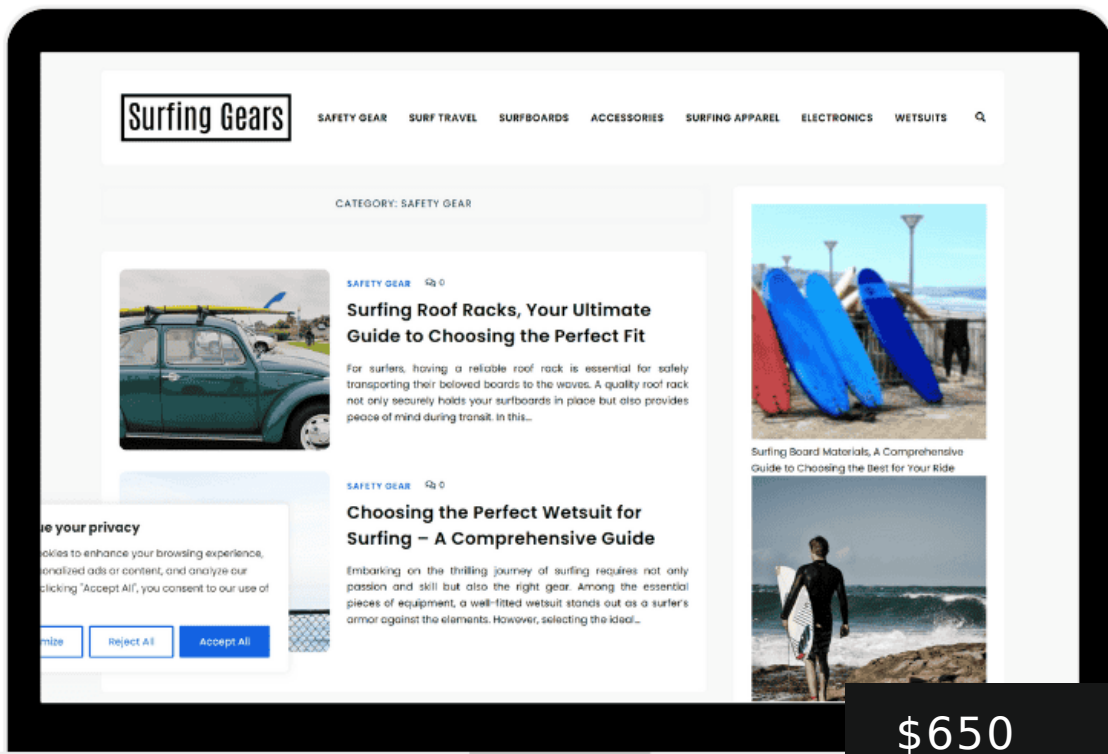 Surfing Gears
SAFETY GEAR SURF TRAVEL SURFBOARDS ACCESSORIES SURFING APPAREL ELECTRONICS WETSUITS
CATEGORY: SAFETY GEAR
SAFETY GEAR 0
Surfing Roof Racks, Your Ultimate
Guide to Choosing the Perfect Fit
For surfers, having a reliable roof rack is essential for safely
transporting their beloved boards to the waves. A quality roof rack
not only securely holds your surfboards in place but also provides
peace of mind during transit. In this...
SAFETY GEAR 0
Choosing the Perfect Wetsuit for
Surfing – A Comprehensive Guide
Embarking on the thrilling journey of surfing requires not only
passion and skill but also the right gear. Among the essential
pieces of equipment, a well-fitted wetsuit stands out as a surfer's
armor against the elements. However, selecting the ideal...
ue your privacy
ookies to enhance your browsing experience,
onalized ads or content, and analyze our
clicking "Accept All", you consent to our use of
mize Reject All Accept All
Surfing Board Materials, A Comprehensive
Guide to Choosing the Best for Your Ride
$650